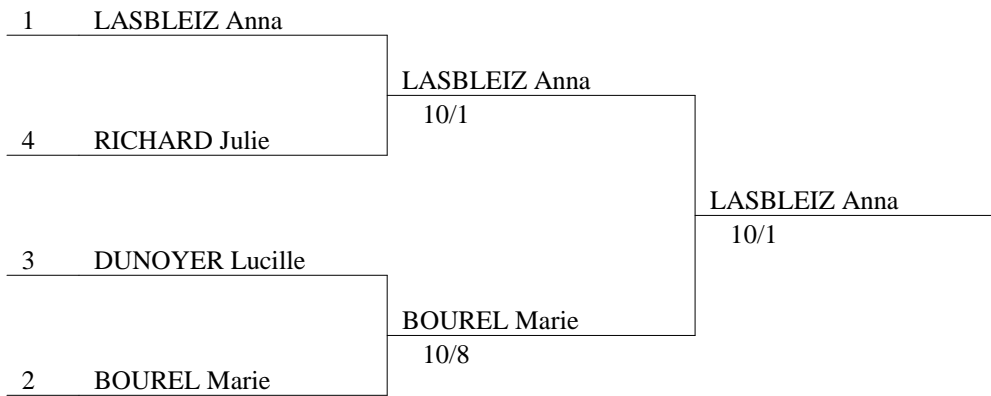 1 LASBLEIZ Anna
LASBLEIZ Anna
10/1
4 RICHARD Julie
LASBLEIZ Anna
10/1
3 DUNOYER Lucille
BOUREL Marie
10/8
2 BOUREL Marie